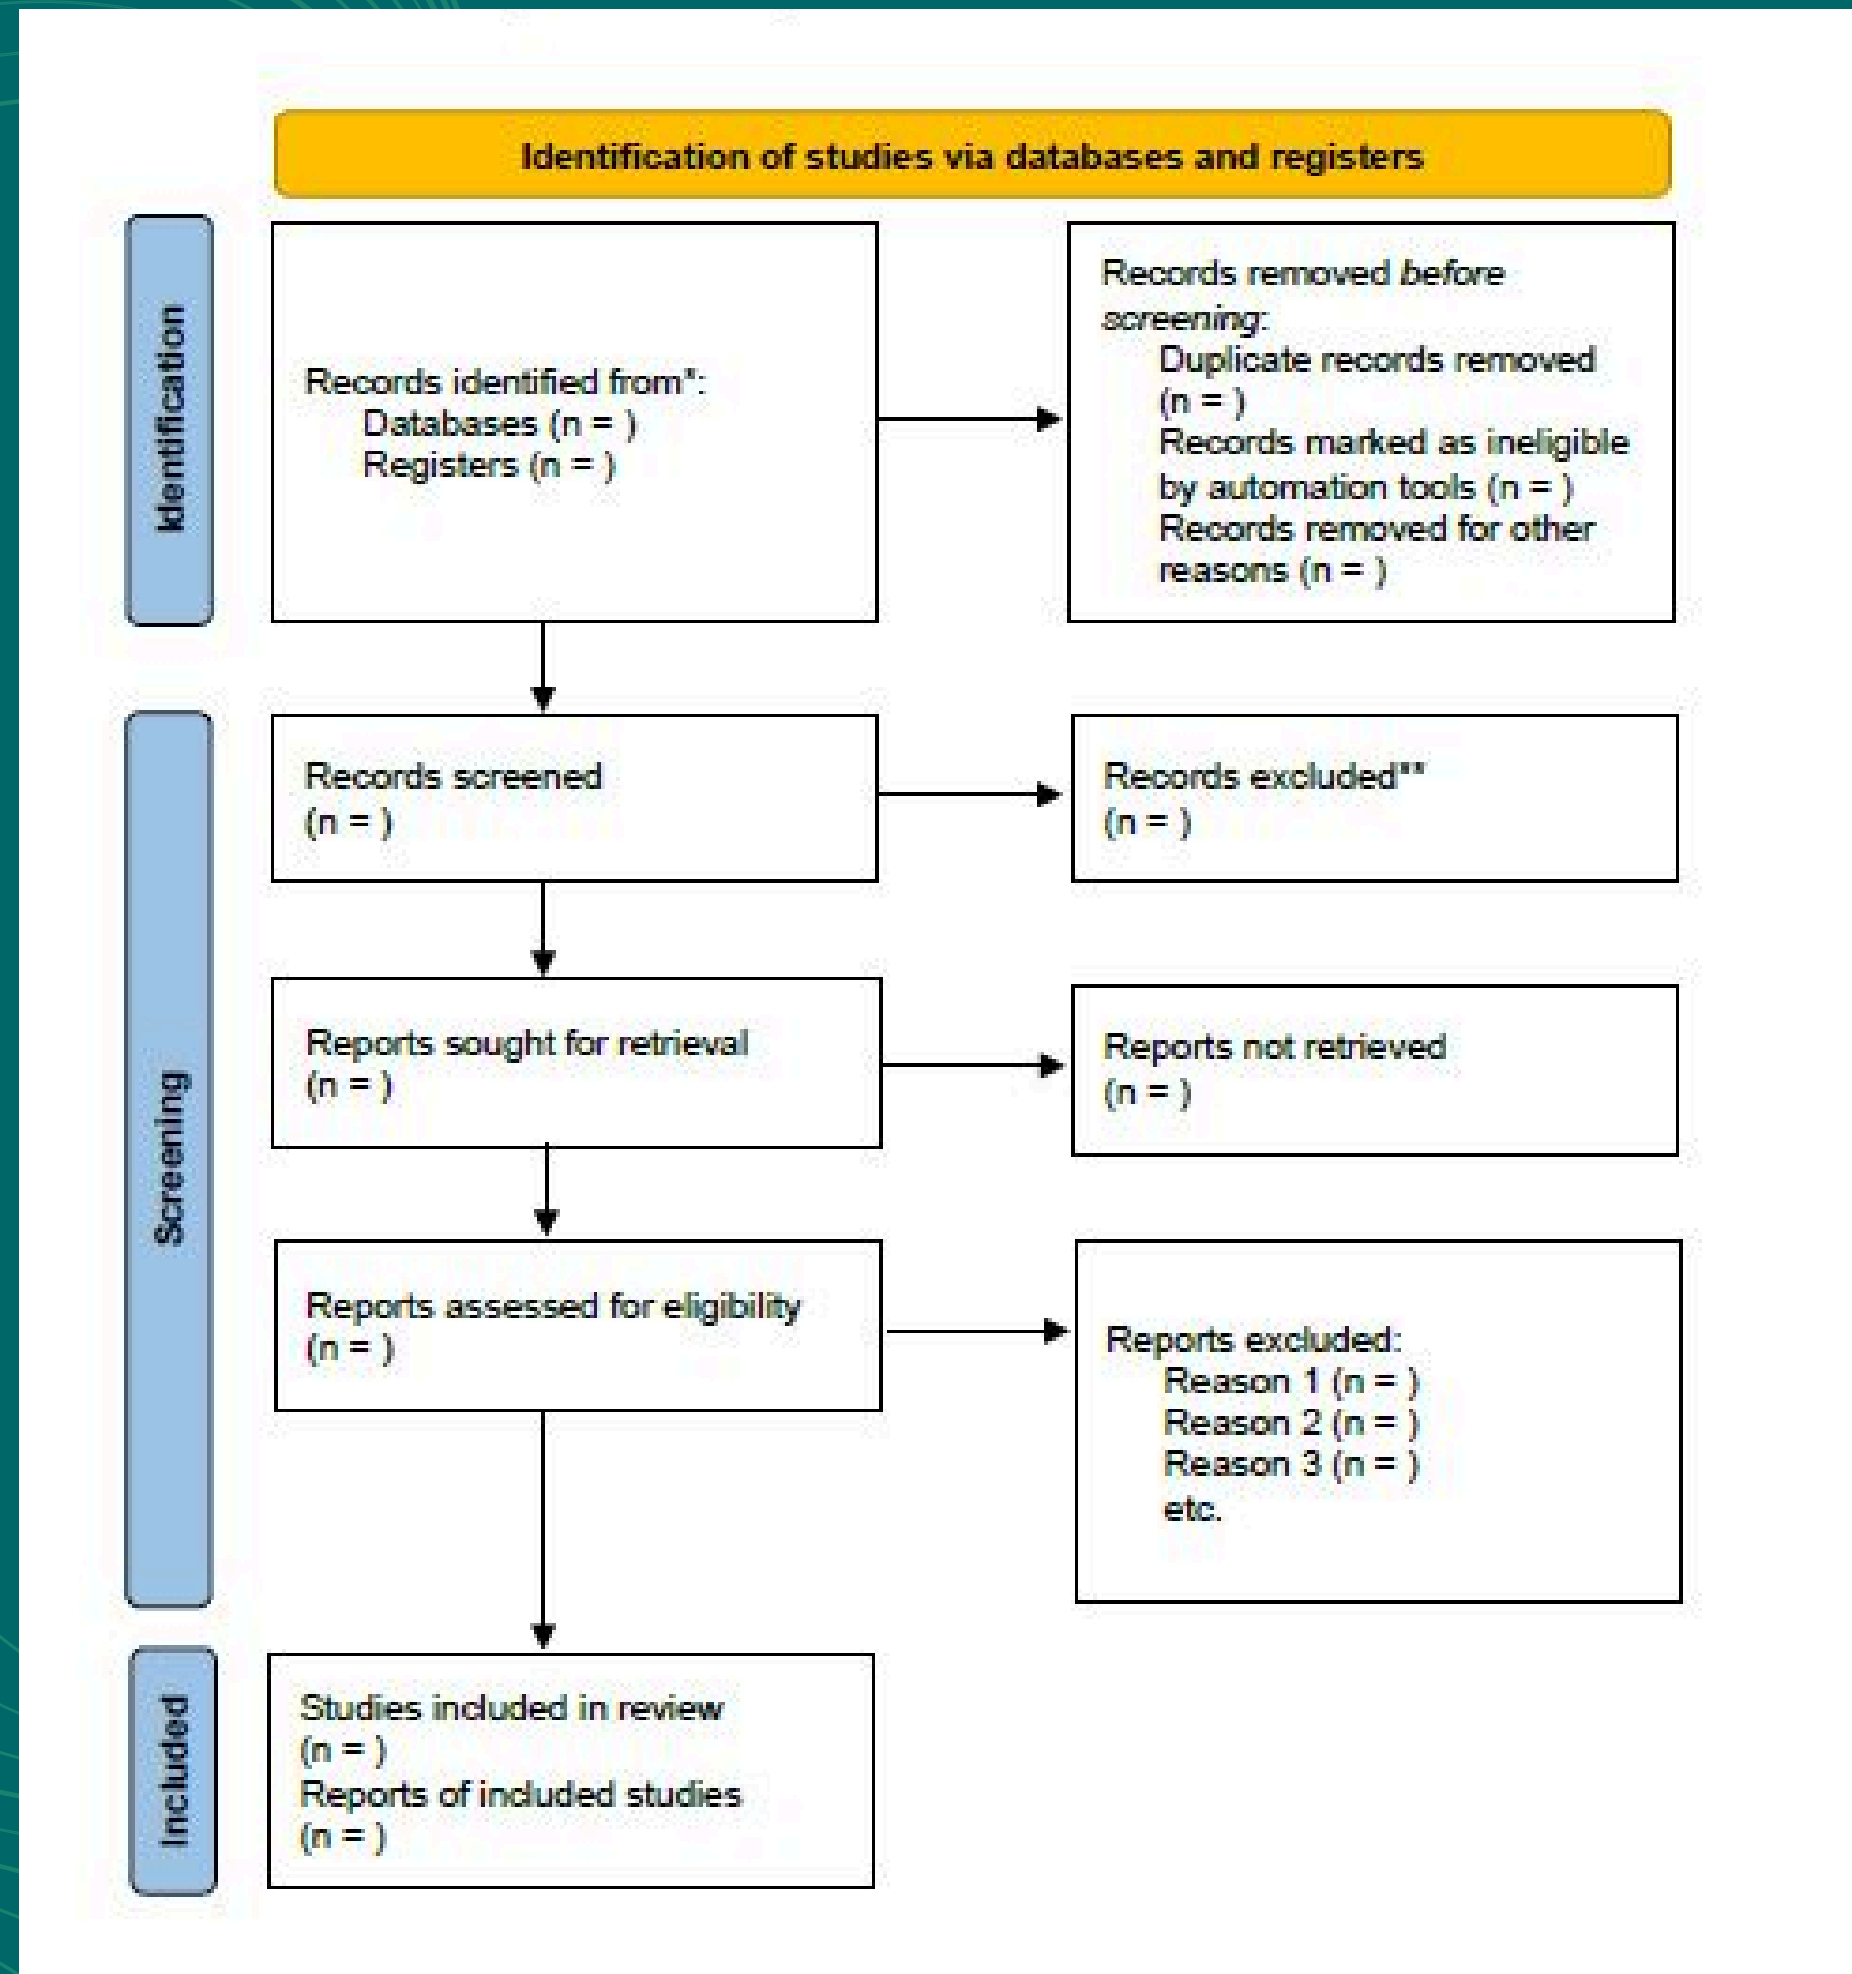 Identification of studies via databases and registers
Identification
Records identified from*:
Databases (n = )
Registers (n = )
Records removed before
screening:
Duplicate records removed
(n = )
Records marked as ineligible
by automation tools (n = )
Records removed for other
reasons (n = )
Screening
Records screened
(n = )
Records excluded**
(n = )
Reports sought for retrieval
(n = )
Reports not retrieved
(n = )
Reports assessed for eligibility
(n = )
Reports excluded:
Reason 1 (n = )
Reason 2 (n = )
Reason 3 (n = )
etc.
Included
Studies included in review
(n = )
Reports of included studies
(n = )